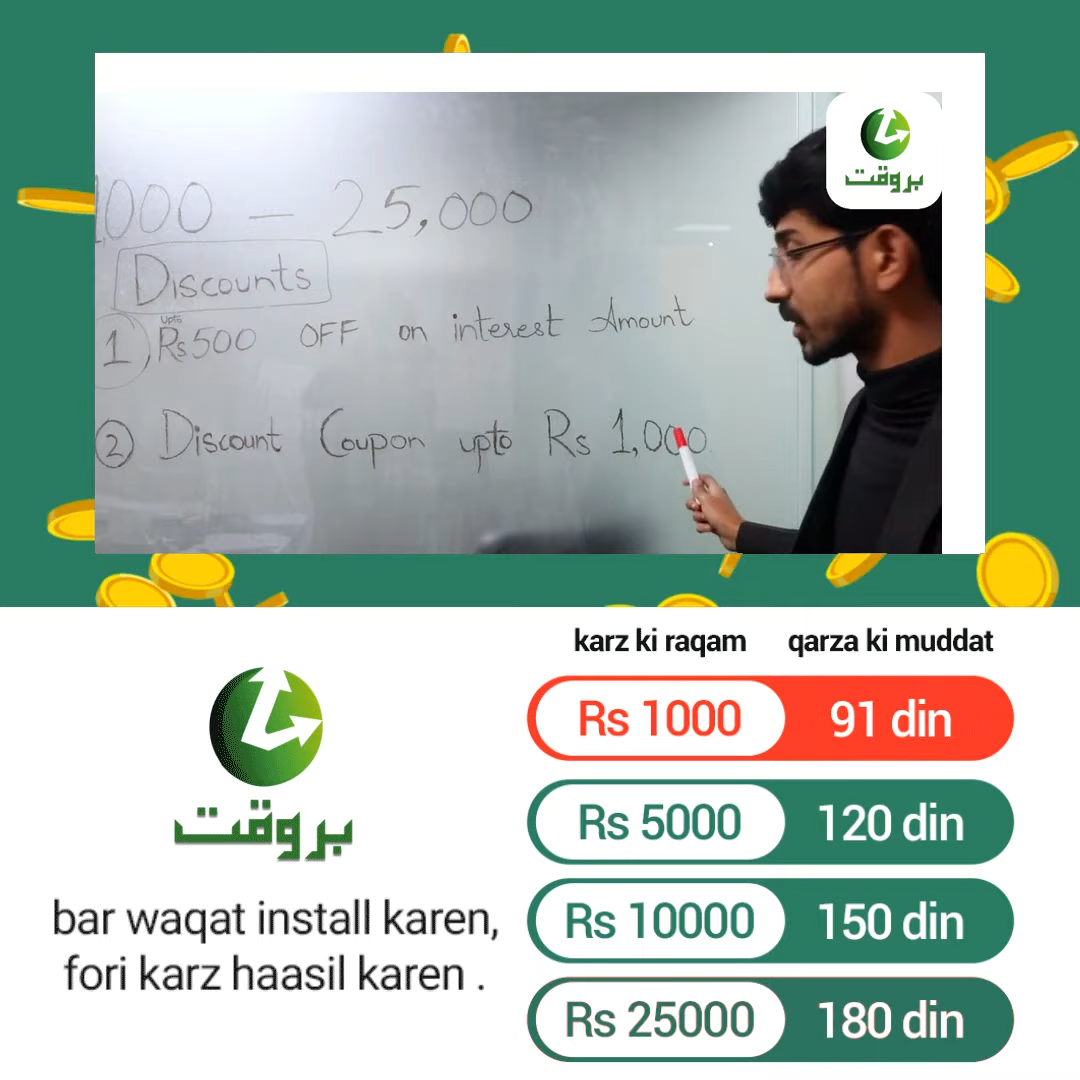 بروقت
000 – 25,000
Discounts
1) Upto Rs 500 OFF on interest Amount
2 Discount Coupon upto Rs 1,000
karz ki raqam qarza ki muddat
Rs 1000 91 din
Rs 5000 120 din
Rs 10000 150 din
Rs 25000 180 din
بروقت
bar waqat install karen,
fori karz haasil karen .